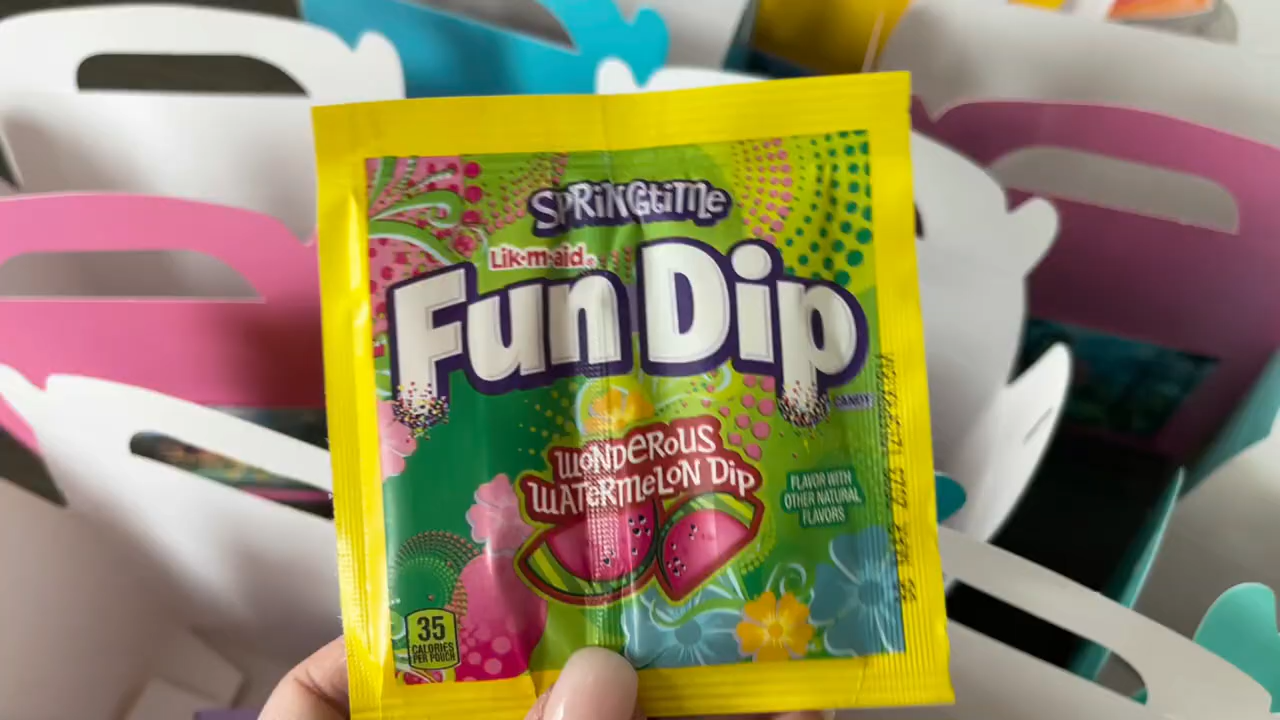 SPRiNGtiMe
Lik·m·aid®
Fun Dip
CANDY
WONDEROUS
WATERMELON DiP
FLAVOR WITH
OTHER NATURAL
FLAVORS
35
CALORIES
PER POUCH